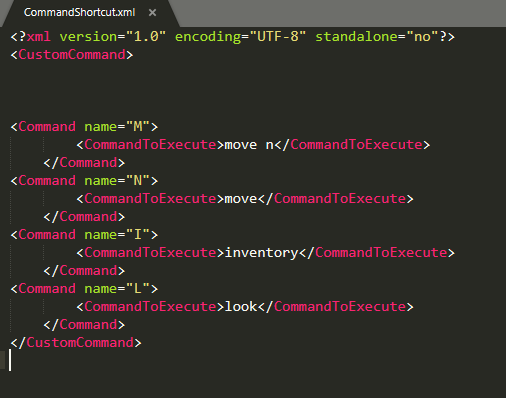 CommandShortcut.xml ×
<?xml version="1.0" encoding="UTF-8" standalone="no"?>
<CustomCommand>
<Command name="M">
<CommandToExecute>move n</CommandToExecute>
</Command>
<Command name="N">
<CommandToExecute>move</CommandToExecute>
</Command>
<Command name="I">
<CommandToExecute>inventory</CommandToExecute>
</Command>
<Command name="L">
<CommandToExecute>look</CommandToExecute>
</Command>
</CustomCommand>